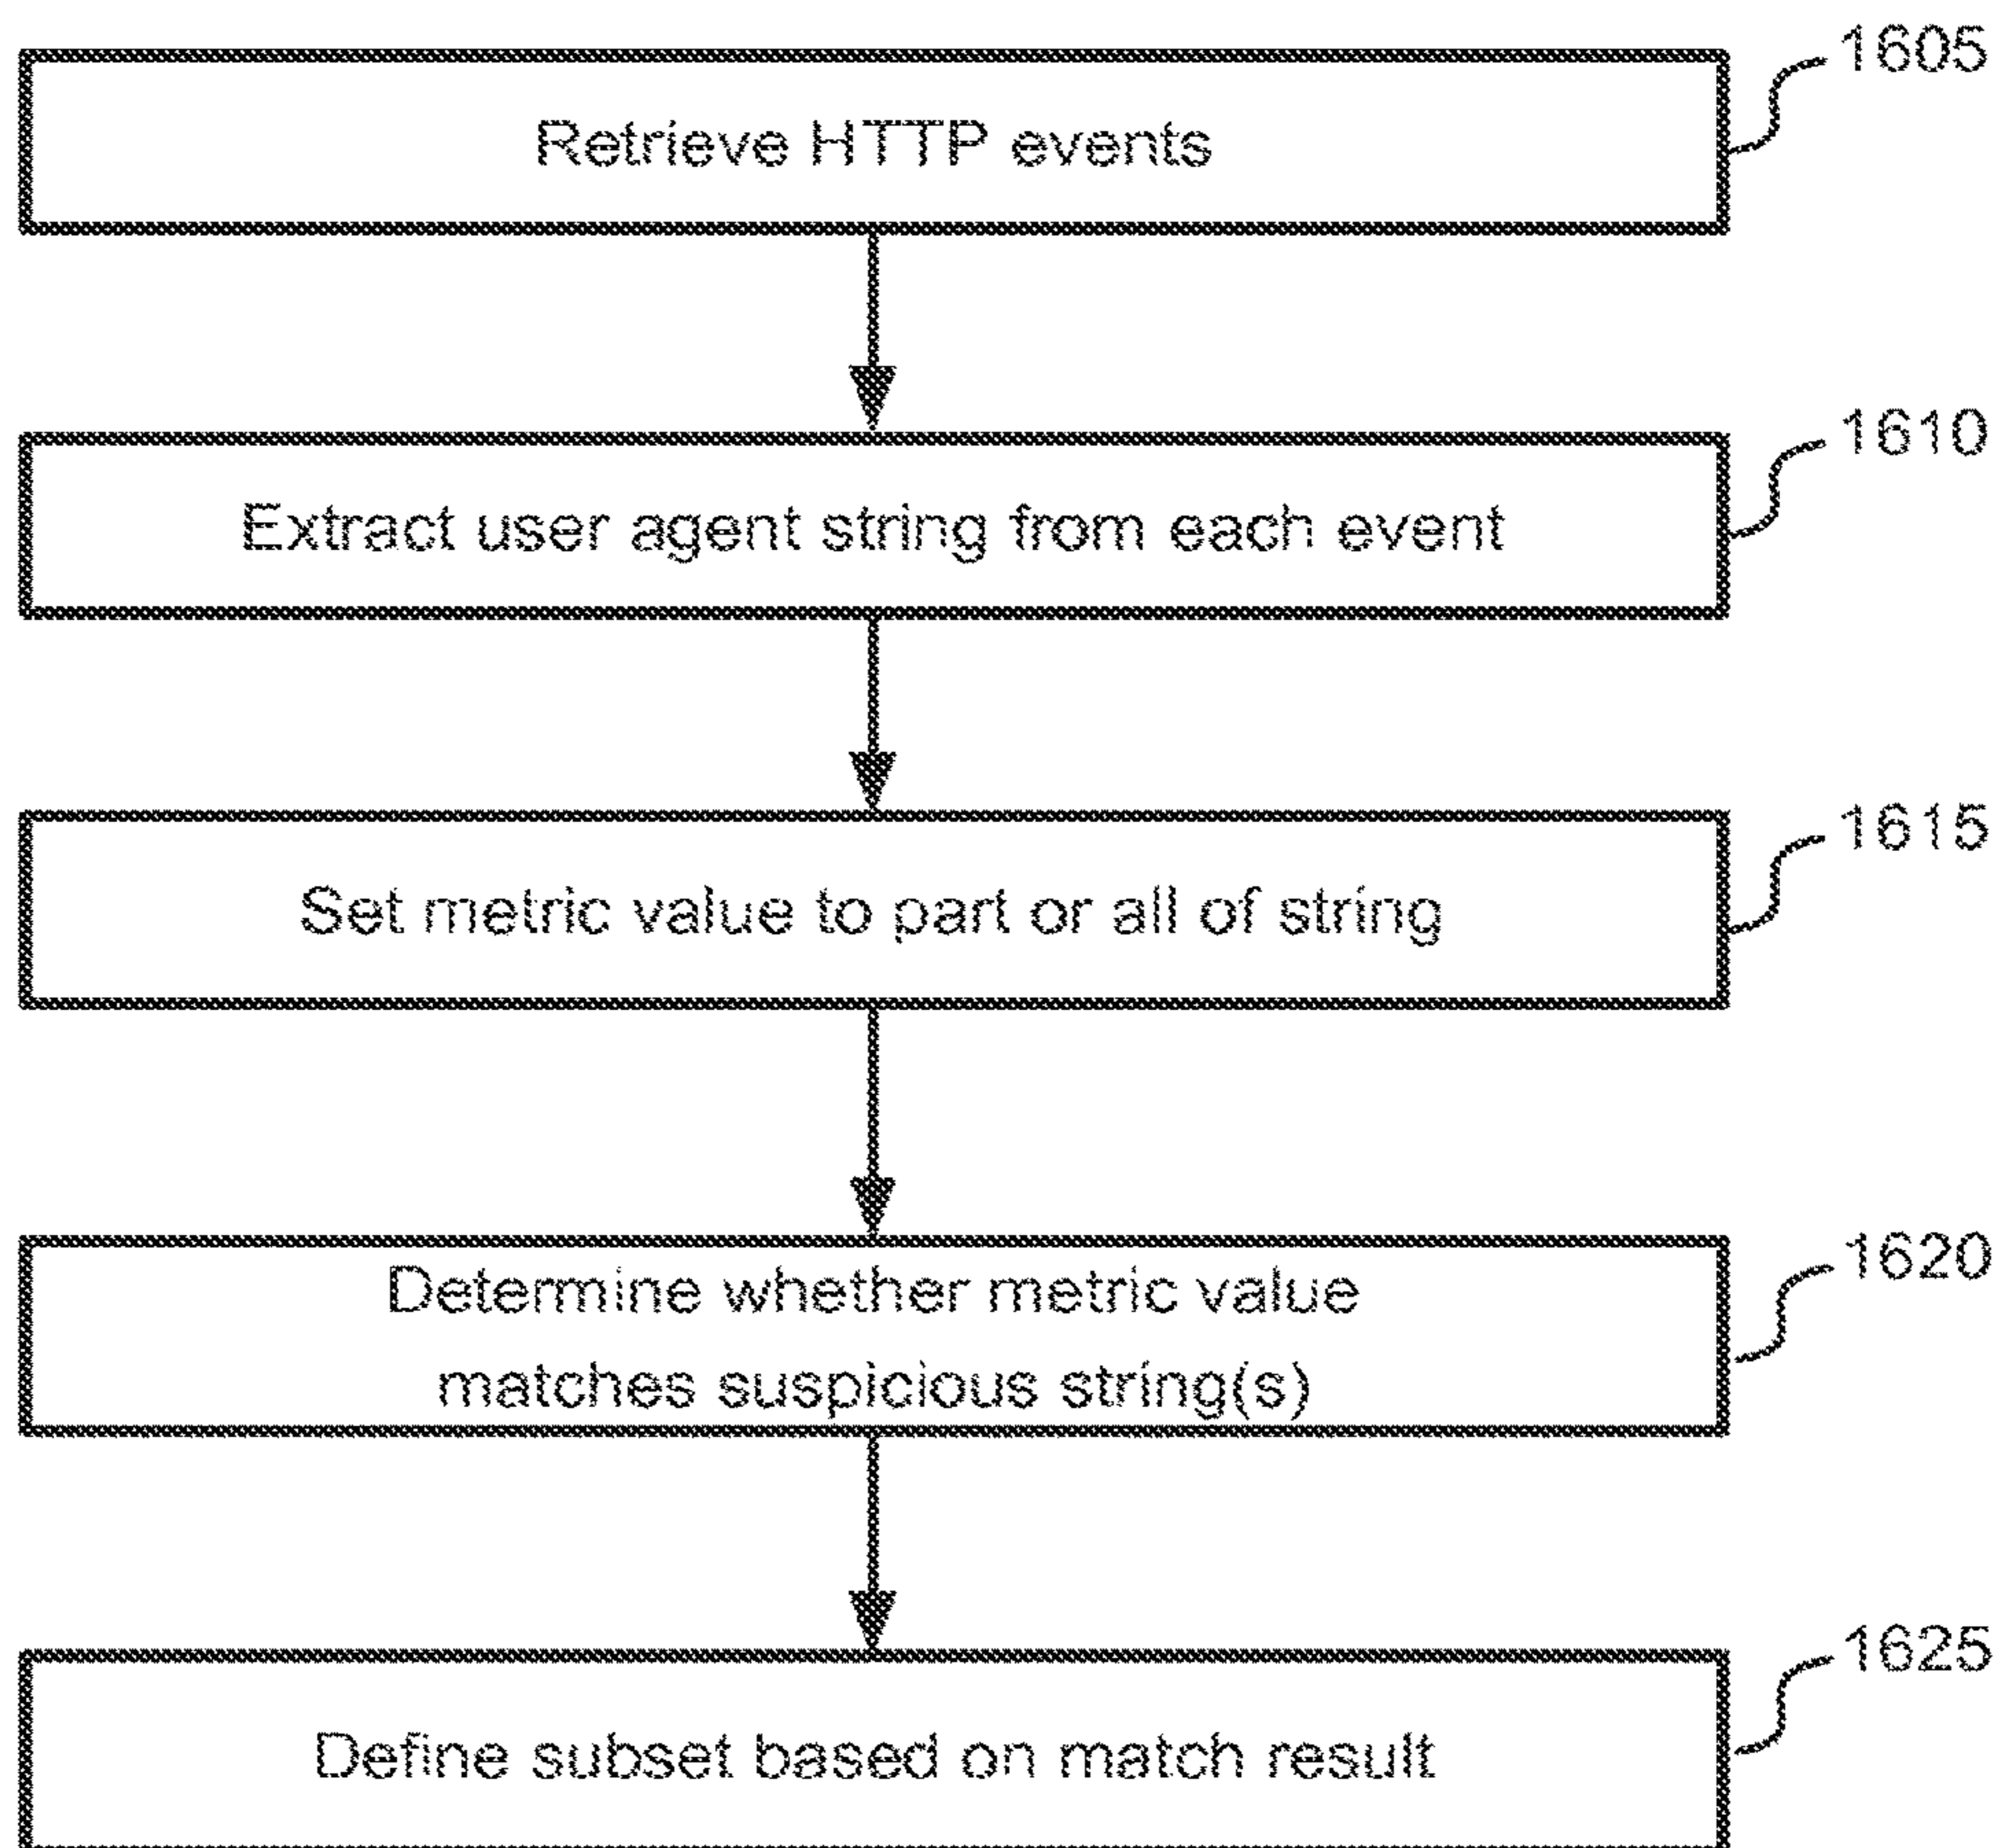 1605
Retrieve HTTP events
1610
Extract user agent string from each event
1615
Set metric value to part or all of string
1620
Determine whether metric value
matches suspicious string(s)
1625
Define subset based on match result